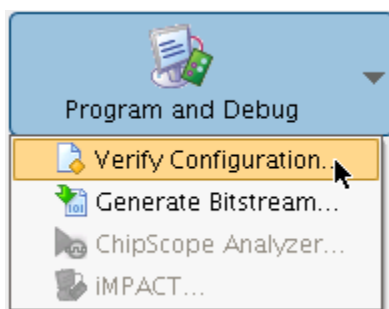 Program and Debug
Verify Configuration...
Generate Bitstream...
ChipScope Analyzer...
iMPACT...